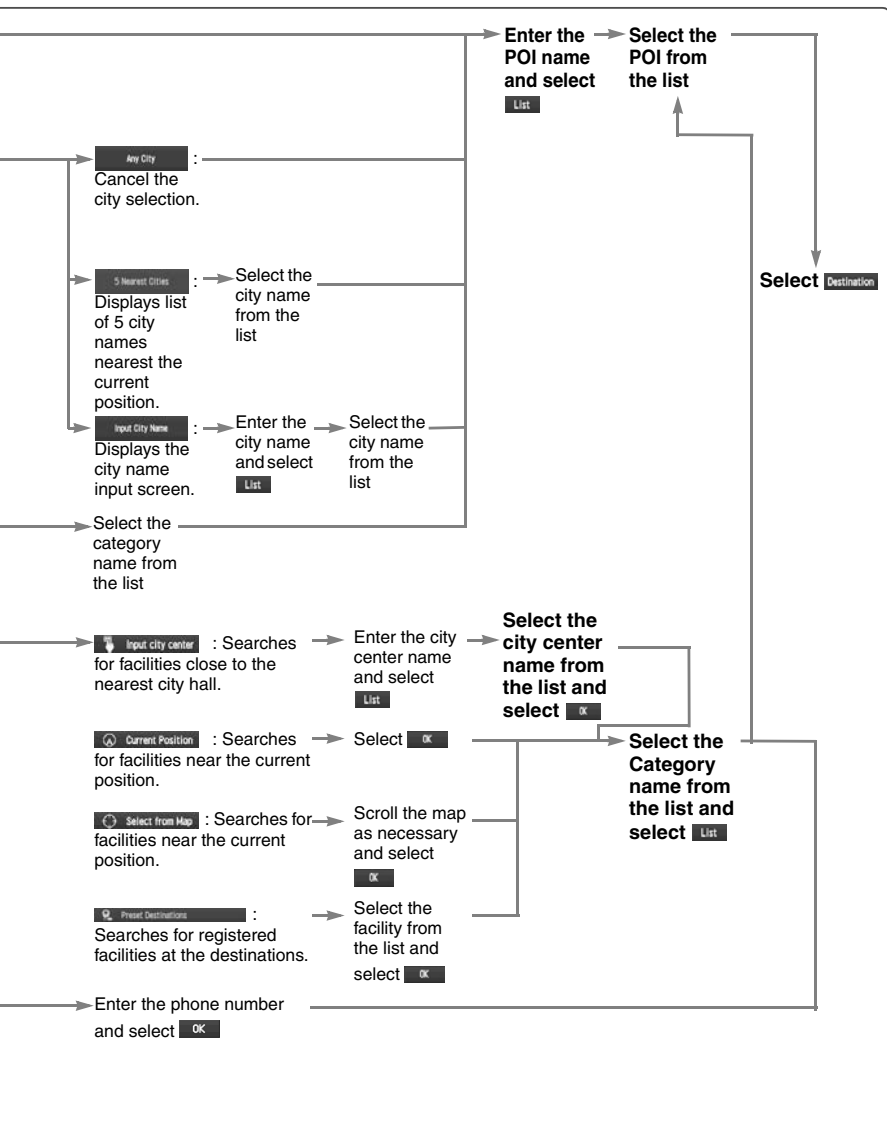 Enter the
POI name
and select
List
Select the
POI from
the list
Any City :
Cancel the
city selection.
5 Nearest Cities :
Displays list
of 5 city
names
nearest the
current
position.
Select the
city name
from the
list
Select Destination
Input City Name :
Displays the
city name
input screen.
Enter the
city name
and select
List
Select the
city name
from the
list
Select the
category
name from
the list
Input city center : Searches
for facilities close to the
nearest city hall.
Enter the city
center name
and select
List
Select the
city center
name from
the list and
select OK
Current Position : Searches
for facilities near the current
position.
Select OK
Select the
Category
name from
the list and
select List
Select from Map : Searches for
facilities near the current
position.
Scroll the map
as necessary
and select
OK
Preset Destinations :
Searches for registered
facilities at the destinations.
Select the
facility from
the list and
select OK
Enter the phone number
and select OK